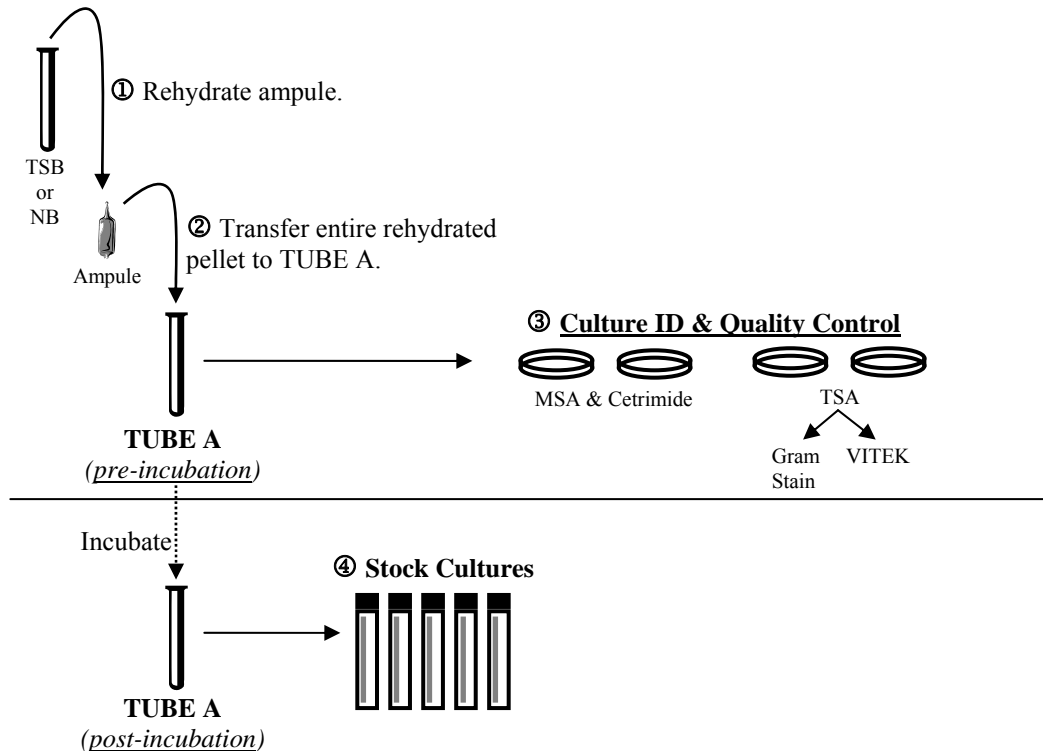 ① Rehydrate ampule.
TSB
or
NB
② Transfer entire rehydrated
pellet to TUBE A.
Ampule
③ Culture ID & Quality Control
MSA & Cetrimide
TSA
Gram
Stain
VITEK
TUBE A
(pre-incubation)
Incubate
④ Stock Cultures
TUBE A
(post-incubation)